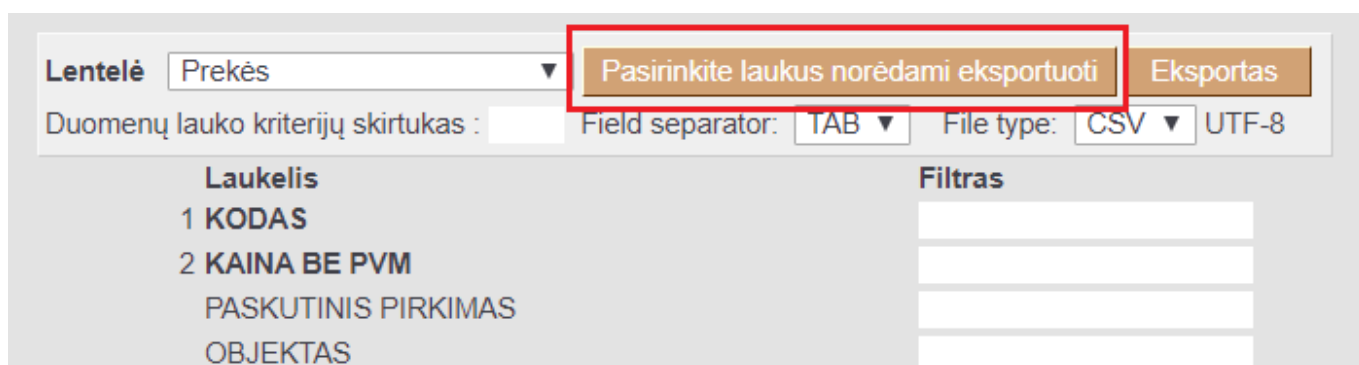 Lentelė Prekės Pasirinkite laukus norėdami eksportuoti Eksportas
Duomenų lauko kriterijų skirtukas : Field separator: TAB File type: CSV UTF-8
Laukelis Filtras
1 KODAS
2 KAINA BE PVM
PASKUTINIS PIRKIMAS
OBJEKTAS